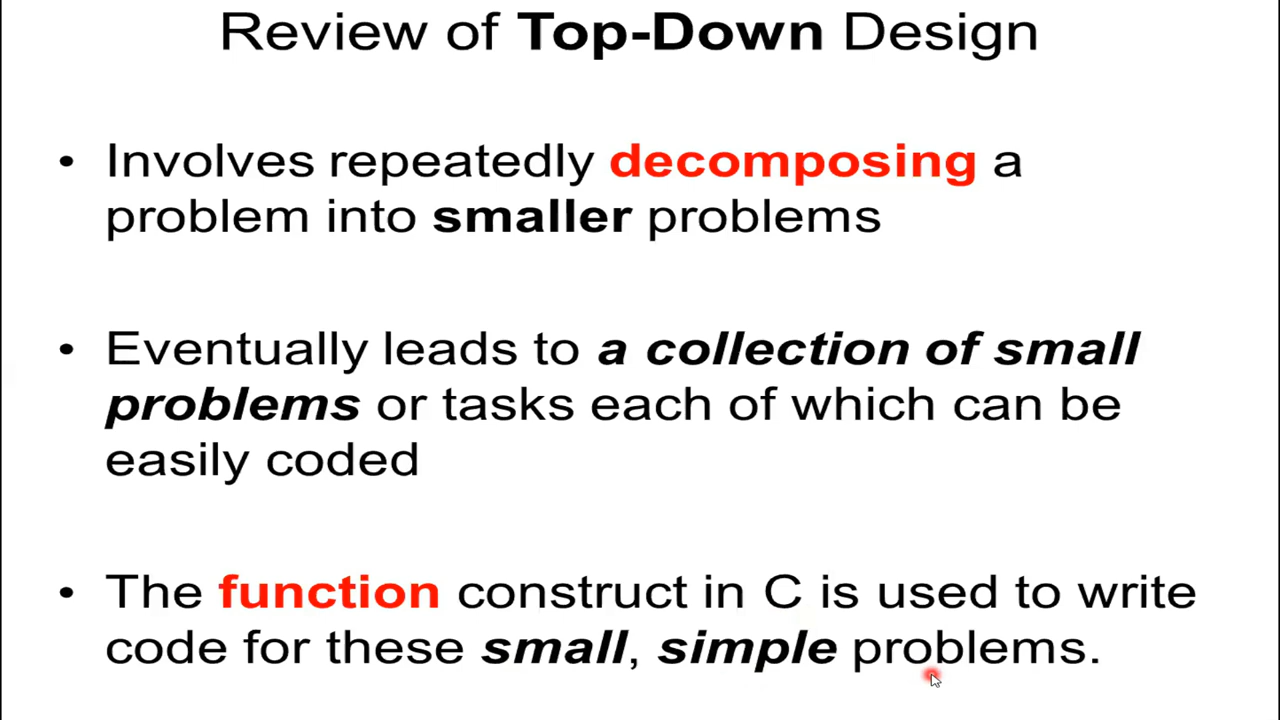 Review of Top-Down Design
• Involves repeatedly decomposing a
problem into smaller problems
• Eventually leads to a collection of small
problems or tasks each of which can be
easily coded
• The function construct in C is used to write
code for these small, simple problems.